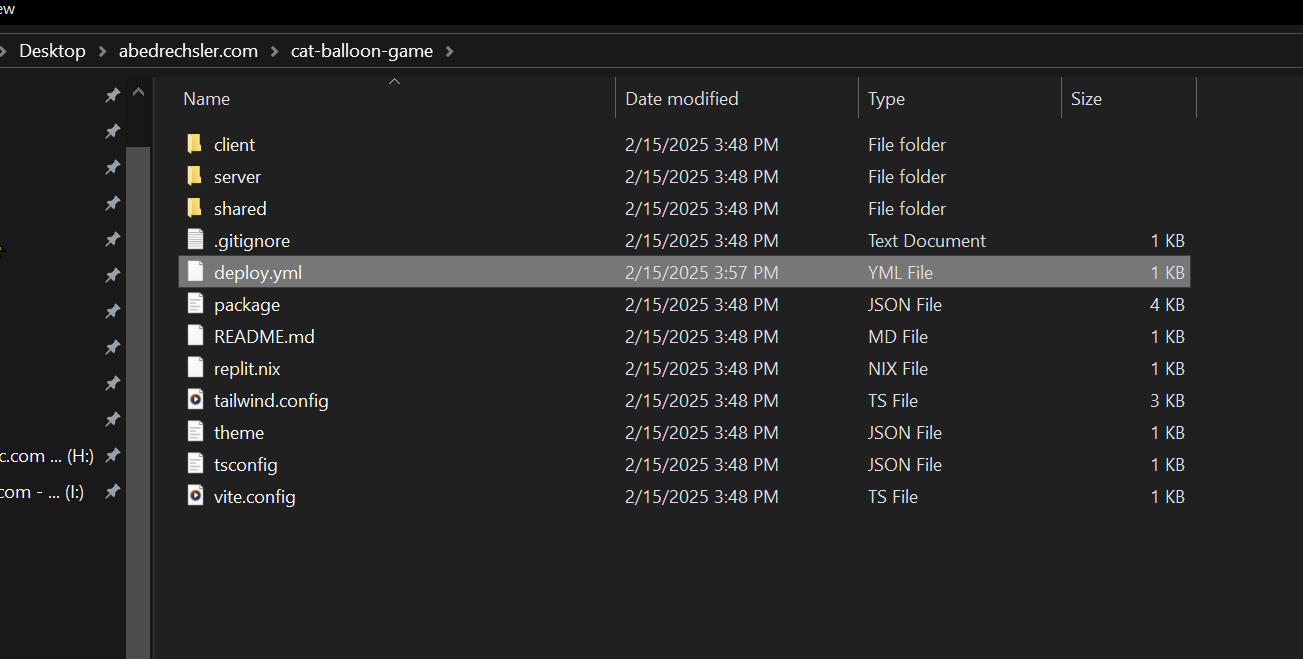 ew
Desktop > abedrechsler.com > cat-balloon-game >
Name Date modified Type Size
client 2/15/2025 3:48 PM File folder
server 2/15/2025 3:48 PM File folder
shared 2/15/2025 3:48 PM File folder
.gitignore 2/15/2025 3:48 PM Text Document 1 KB
deploy.yml 2/15/2025 3:57 PM YML File 1 KB
package 2/15/2025 3:48 PM JSON File 4 KB
README.md 2/15/2025 3:48 PM MD File 1 KB
replit.nix 2/15/2025 3:48 PM NIX File 1 KB
tailwind.config 2/15/2025 3:48 PM TS File 3 KB
theme 2/15/2025 3:48 PM JSON File 1 KB
c.com ... (H:)
tsconfig 2/15/2025 3:48 PM JSON File 1 KB
com - ... (I:)
vite.config 2/15/2025 3:48 PM TS File 1 KB